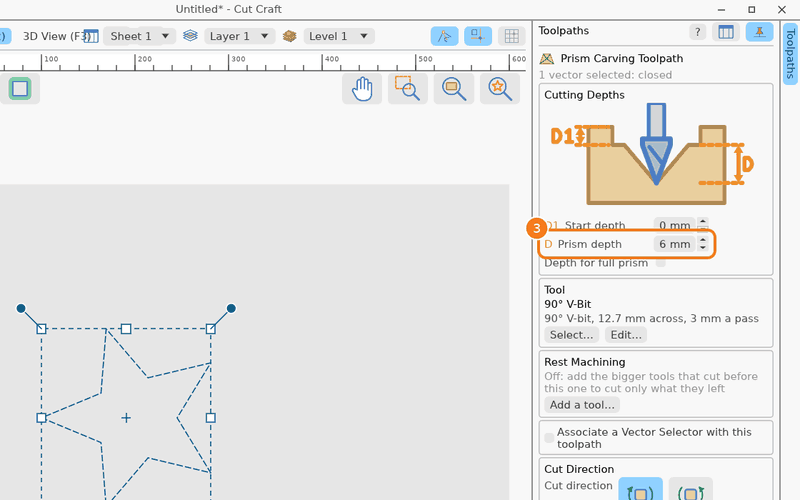 Untitled* - Cut Craft
3D View (F3)
Sheet 1
Layer 1
Level 1
Toolpaths
?
Toolpaths
100
200
300
400
500
600
Prism Carving Toolpath
1 vector selected: closed
Cutting Depths
D1
D
D1 Start depth
0 mm
3
D Prism depth
6 mm
Depth for full prism
Tool
90° V-Bit
90° V-bit, 12.7 mm across, 3 mm a pass
Select...
Edit...
Rest Machining
Off: add the bigger tools that cut before
this one to cut only what they left
Add a tool...
Associate a Vector Selector with this
toolpath
Cut Direction
Cut direction